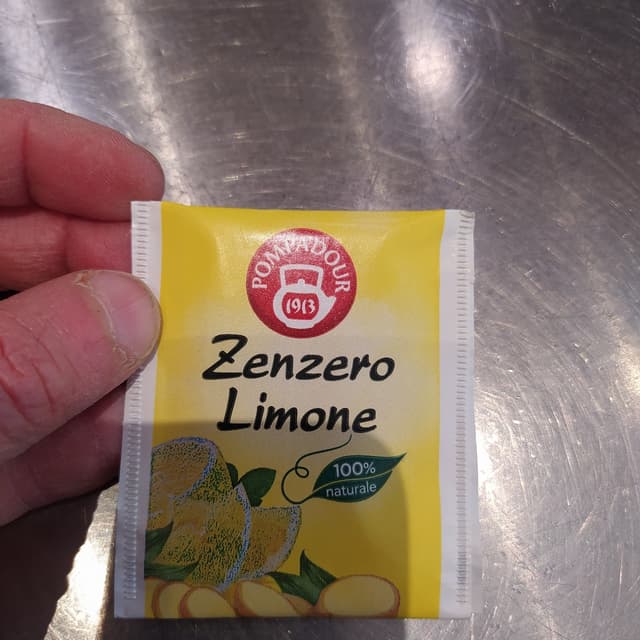 POMPADOUR
1913
Zenzero
Limone
100%
naturale